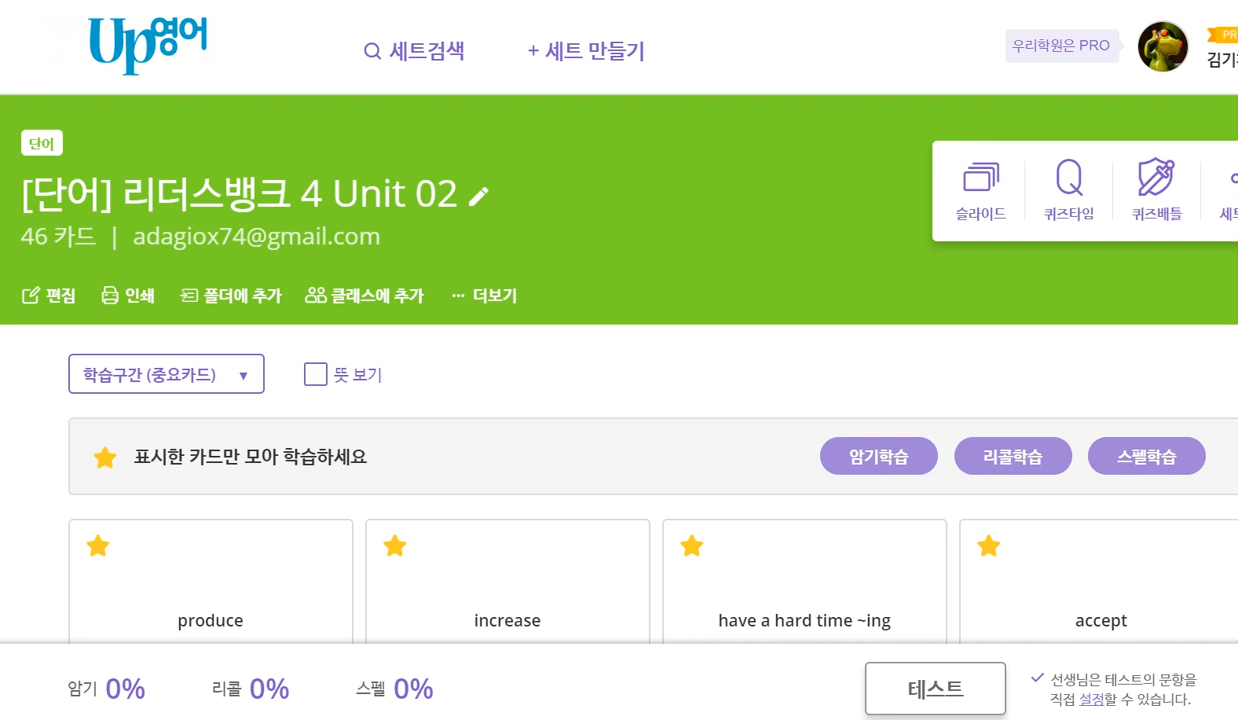 Up영어
세트검색
+ 세트 만들기
우리학원은 PRO
단어
[단어] 리더스뱅크 4 Unit 02
46 카드 | adagiox74@gmail.com
슬라이드
퀴즈타임
퀴즈배틀
편집
인쇄
폴더에 추가
클래스에 추가
더보기
학습구간 (중요카드) ▼
뜻 보기
표시한 카드만 모아 학습하세요
암기학습
리콜학습
스펠학습
produce
increase
have a hard time ~ing
accept
암기 0%
리콜 0%
스펠 0%
테스트
선생님은 테스트의 문항을
직접 설정할 수 있습니다.